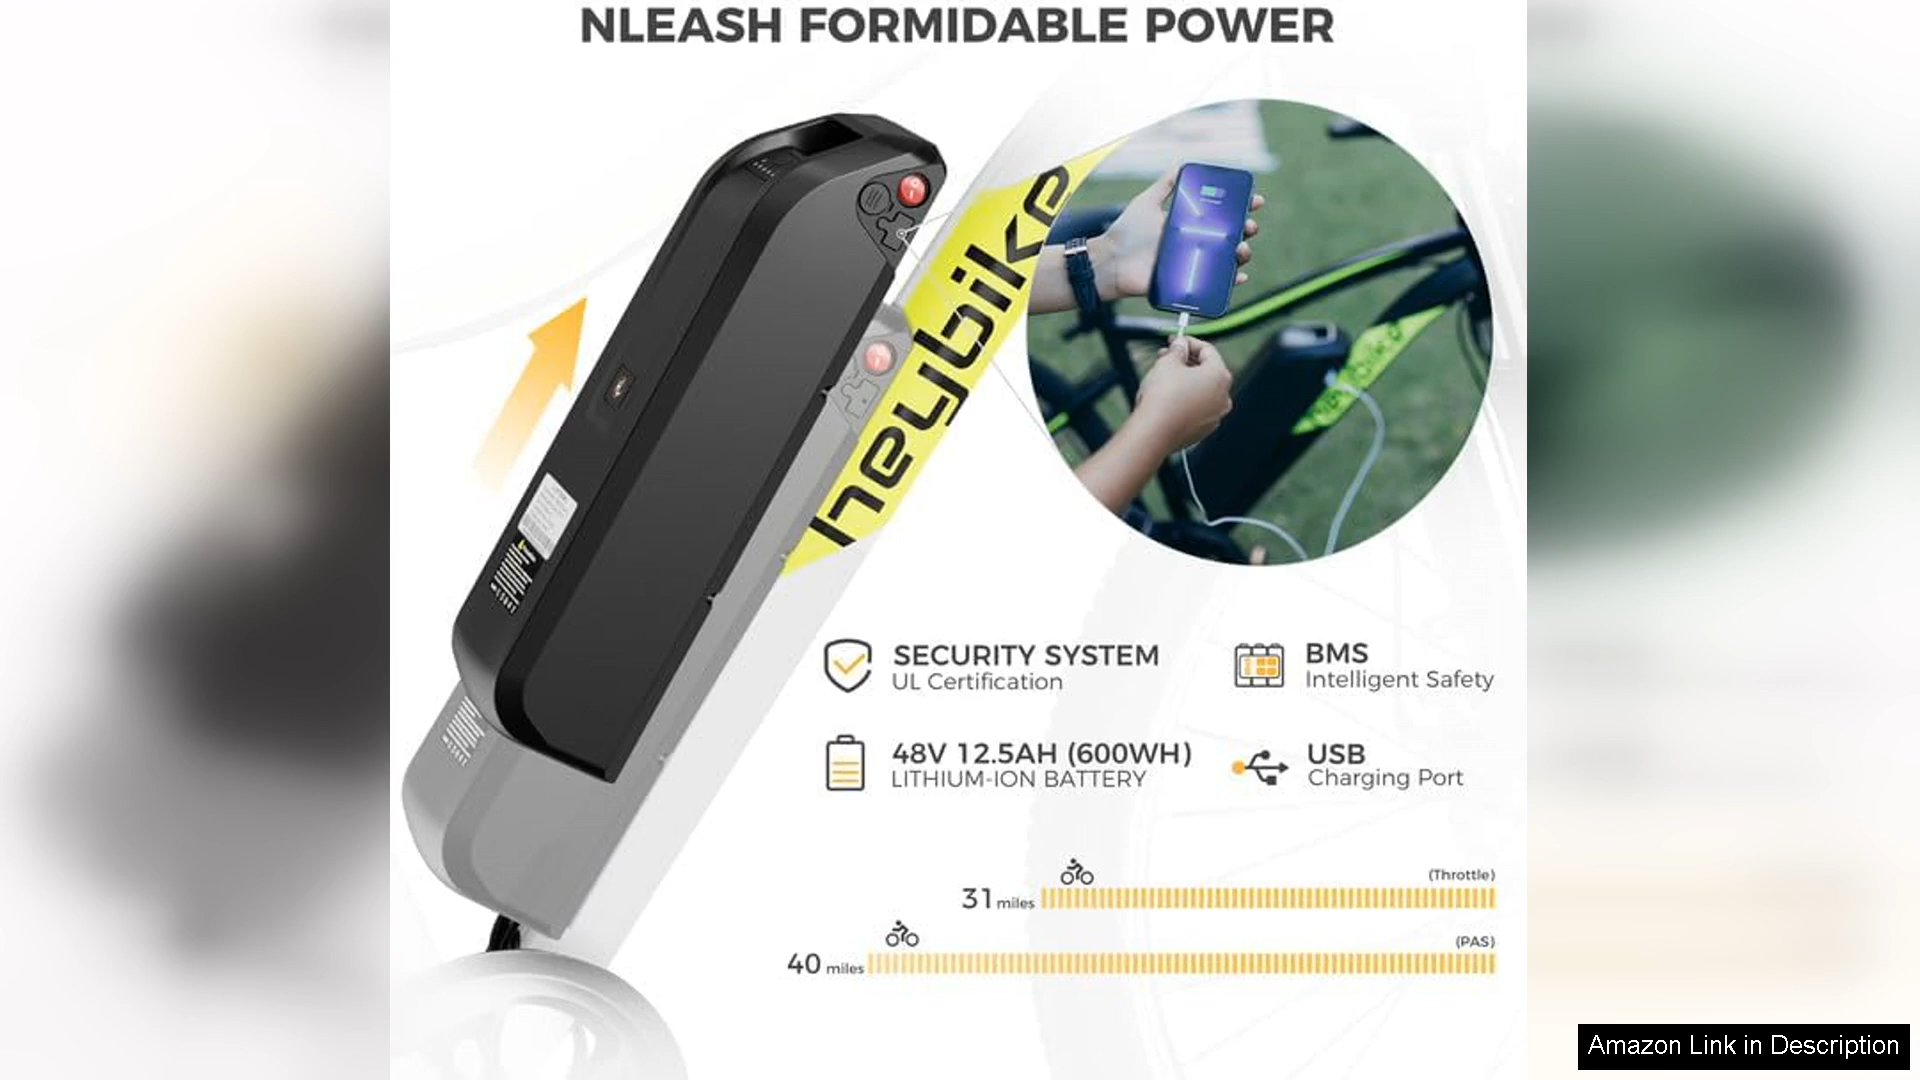 NLEASH FORMIDABLE POWER
heybike
SECURITY SYSTEM
UL Certification
BMS
Intelligent Safety
48V 12.5AH (600WH)
LITHIUM-ION BATTERY
USB
Charging Port
(Throttle)
31 miles
(PAS)
40 miles
Amazon Link in Description